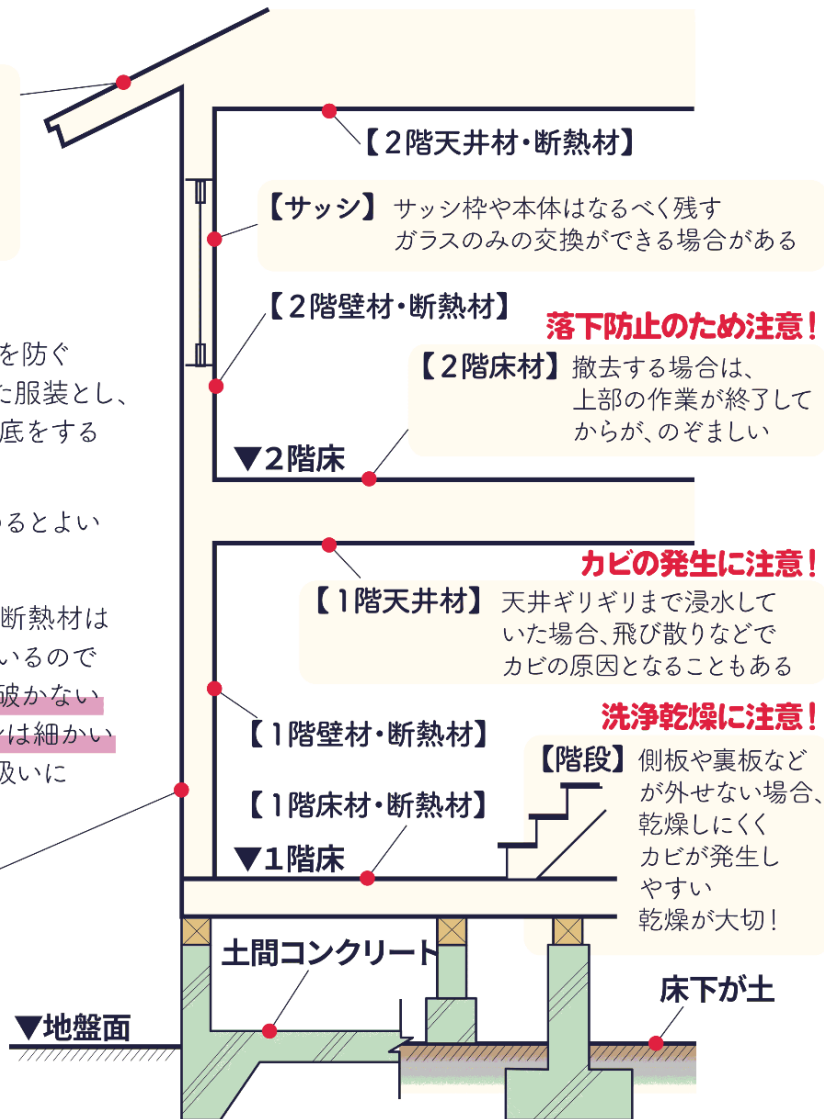 【２階天井材・断熱材】
【サッシ】 サッシ枠や本体はなるべく残す
ガラスのみの交換ができる場合がある
【２階壁材・断熱材】
落下防止のため注意！
【２階床材】 撤去する場合は、
上部の作業が終了して
からが、のぞましい
▼２階床
カビの発生に注意！
【１階天井材】 天井ギリギリまで浸水して
いた場合、飛び散りなどで
カビの原因となることもある
【１階壁材・断熱材】
洗浄乾燥に注意！
【階段】 側板や裏板など
が外せない場合、
乾燥しにくく
カビが発生し
やすい
乾燥が大切！
【１階床材・断熱材】
▼１階床
土間コンクリート
床下が土
▼地盤面
を防ぐ
た服装とし、
底をする
るとよい
断熱材は
いるので
破かない
は細かい
扱いに